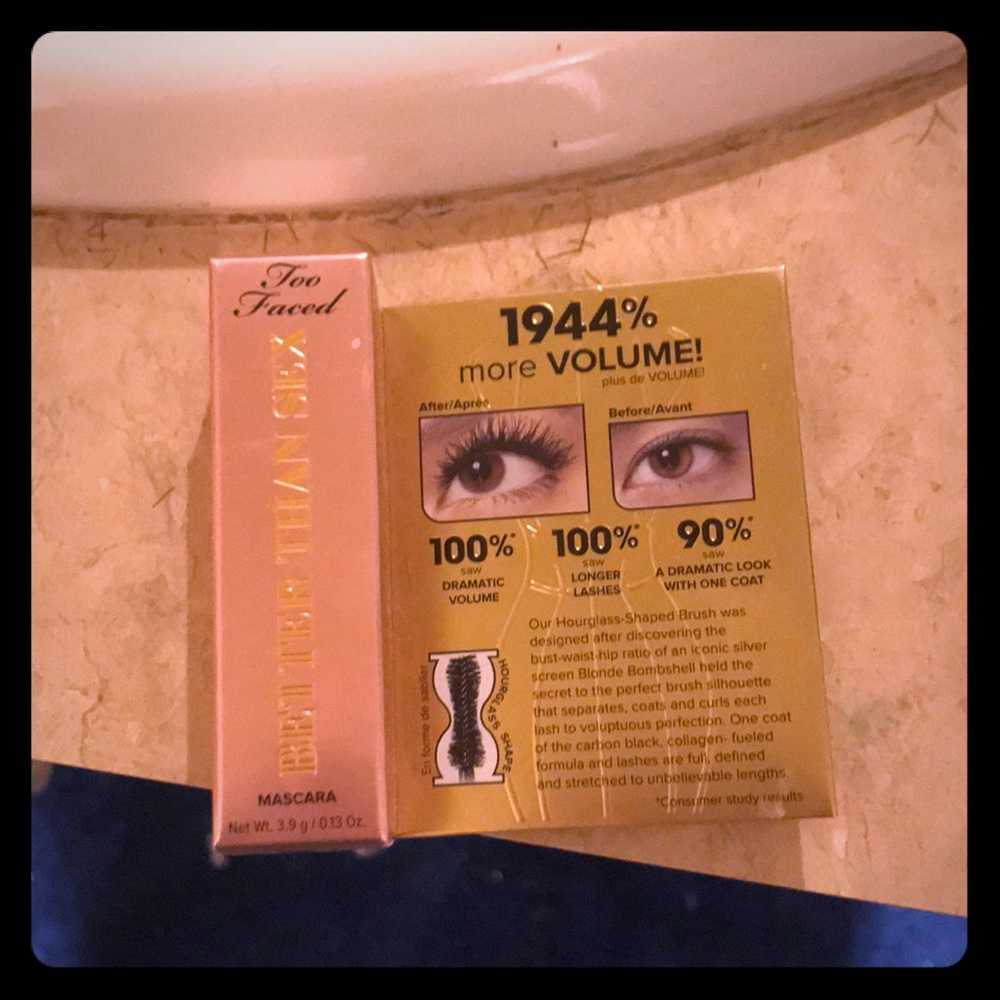 Too
Faced
BETTER THAN SEX
MASCARA
Net Wt. 3.9 g / 0.13 Oz.
1944%
more VOLUME!
plus de VOLUME!
After/Après
Before/Avant
100%*
saw
DRAMATIC
VOLUME
100%*
saw
LONGER
LASHES
90%*
saw
A DRAMATIC LOOK
WITH ONE COAT
En forme de sablier
HOURGLASS SHAPE
Our Hourglass-Shaped Brush was
designed after discovering the
bust-waist-hip ratio of an iconic silver
screen Blonde Bombshell held the
secret to the perfect brush silhouette
that separates, coats and curls each
lash to voluptuous perfection. One coat
of the carbon black, collagen- fueled
formula and lashes are full, defined
and stretched to unbelievable lengths.
*Consumer study results